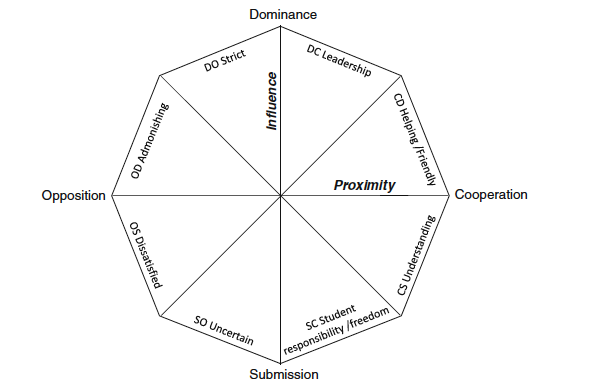 Dominance
DO Strict
DC Leadership
Influence
OD Admonishing
CD Helping /Friendly
Proximity
Opposition
Cooperation
OS Dissatisfied
CS Understanding
SO Uncertain
SC Student
responsibility /freedom
Submission